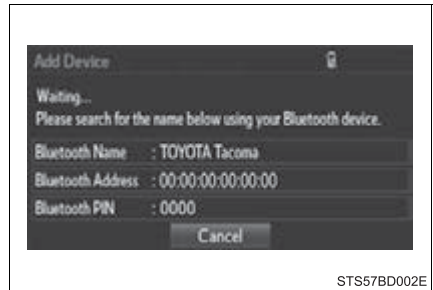 Add Device
Waiting...
Please search for the name below using your Bluetooth device.
Bluetooth Name : TOYOTA Tacoma
Bluetooth Address : 00:00:00:00:00:00
Bluetooth PIN : 0000
Cancel
STS57BD002E